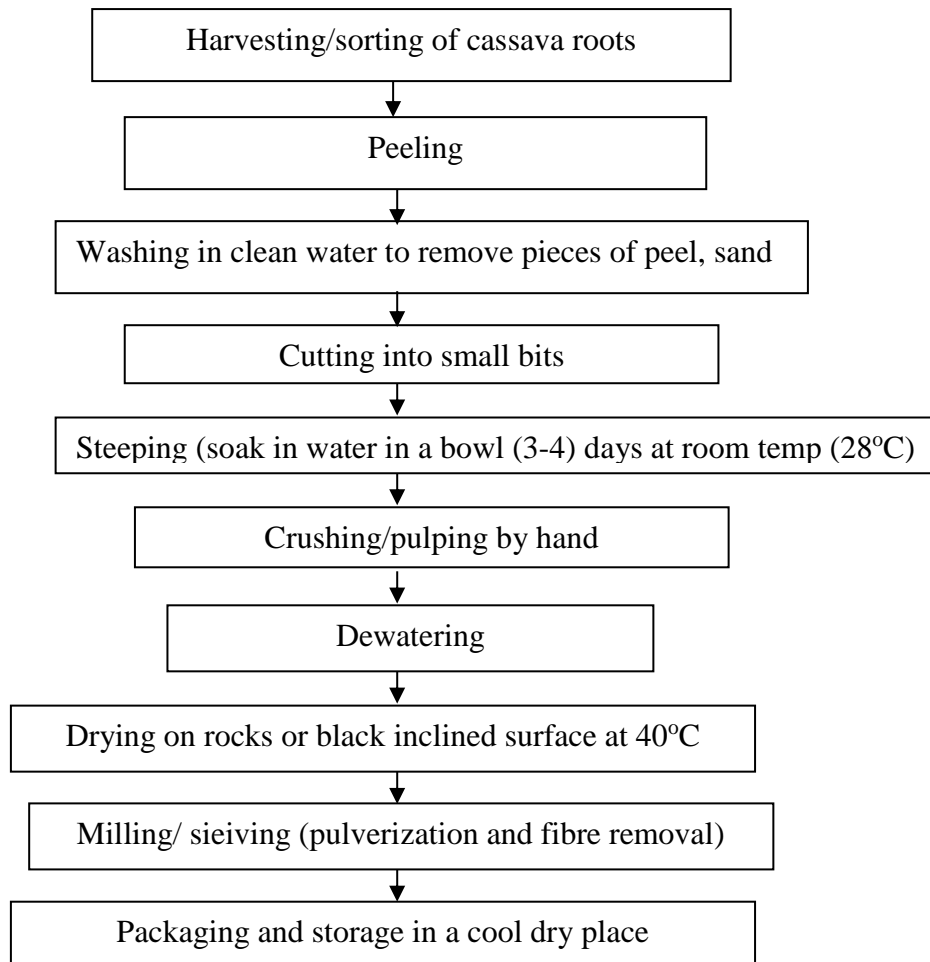 Harvesting/sorting of cassava roots
Peeling
Washing in clean water to remove pieces of peel, sand
Cutting into small bits
Steeping (soak in water in a bowl (3-4) days at room temp (28°C)
Crushing/pulping by hand
Dewatering
Drying on rocks or black inclined surface at 40°C
Milling/ sieiving (pulverization and fibre removal)
Packaging and storage in a cool dry place